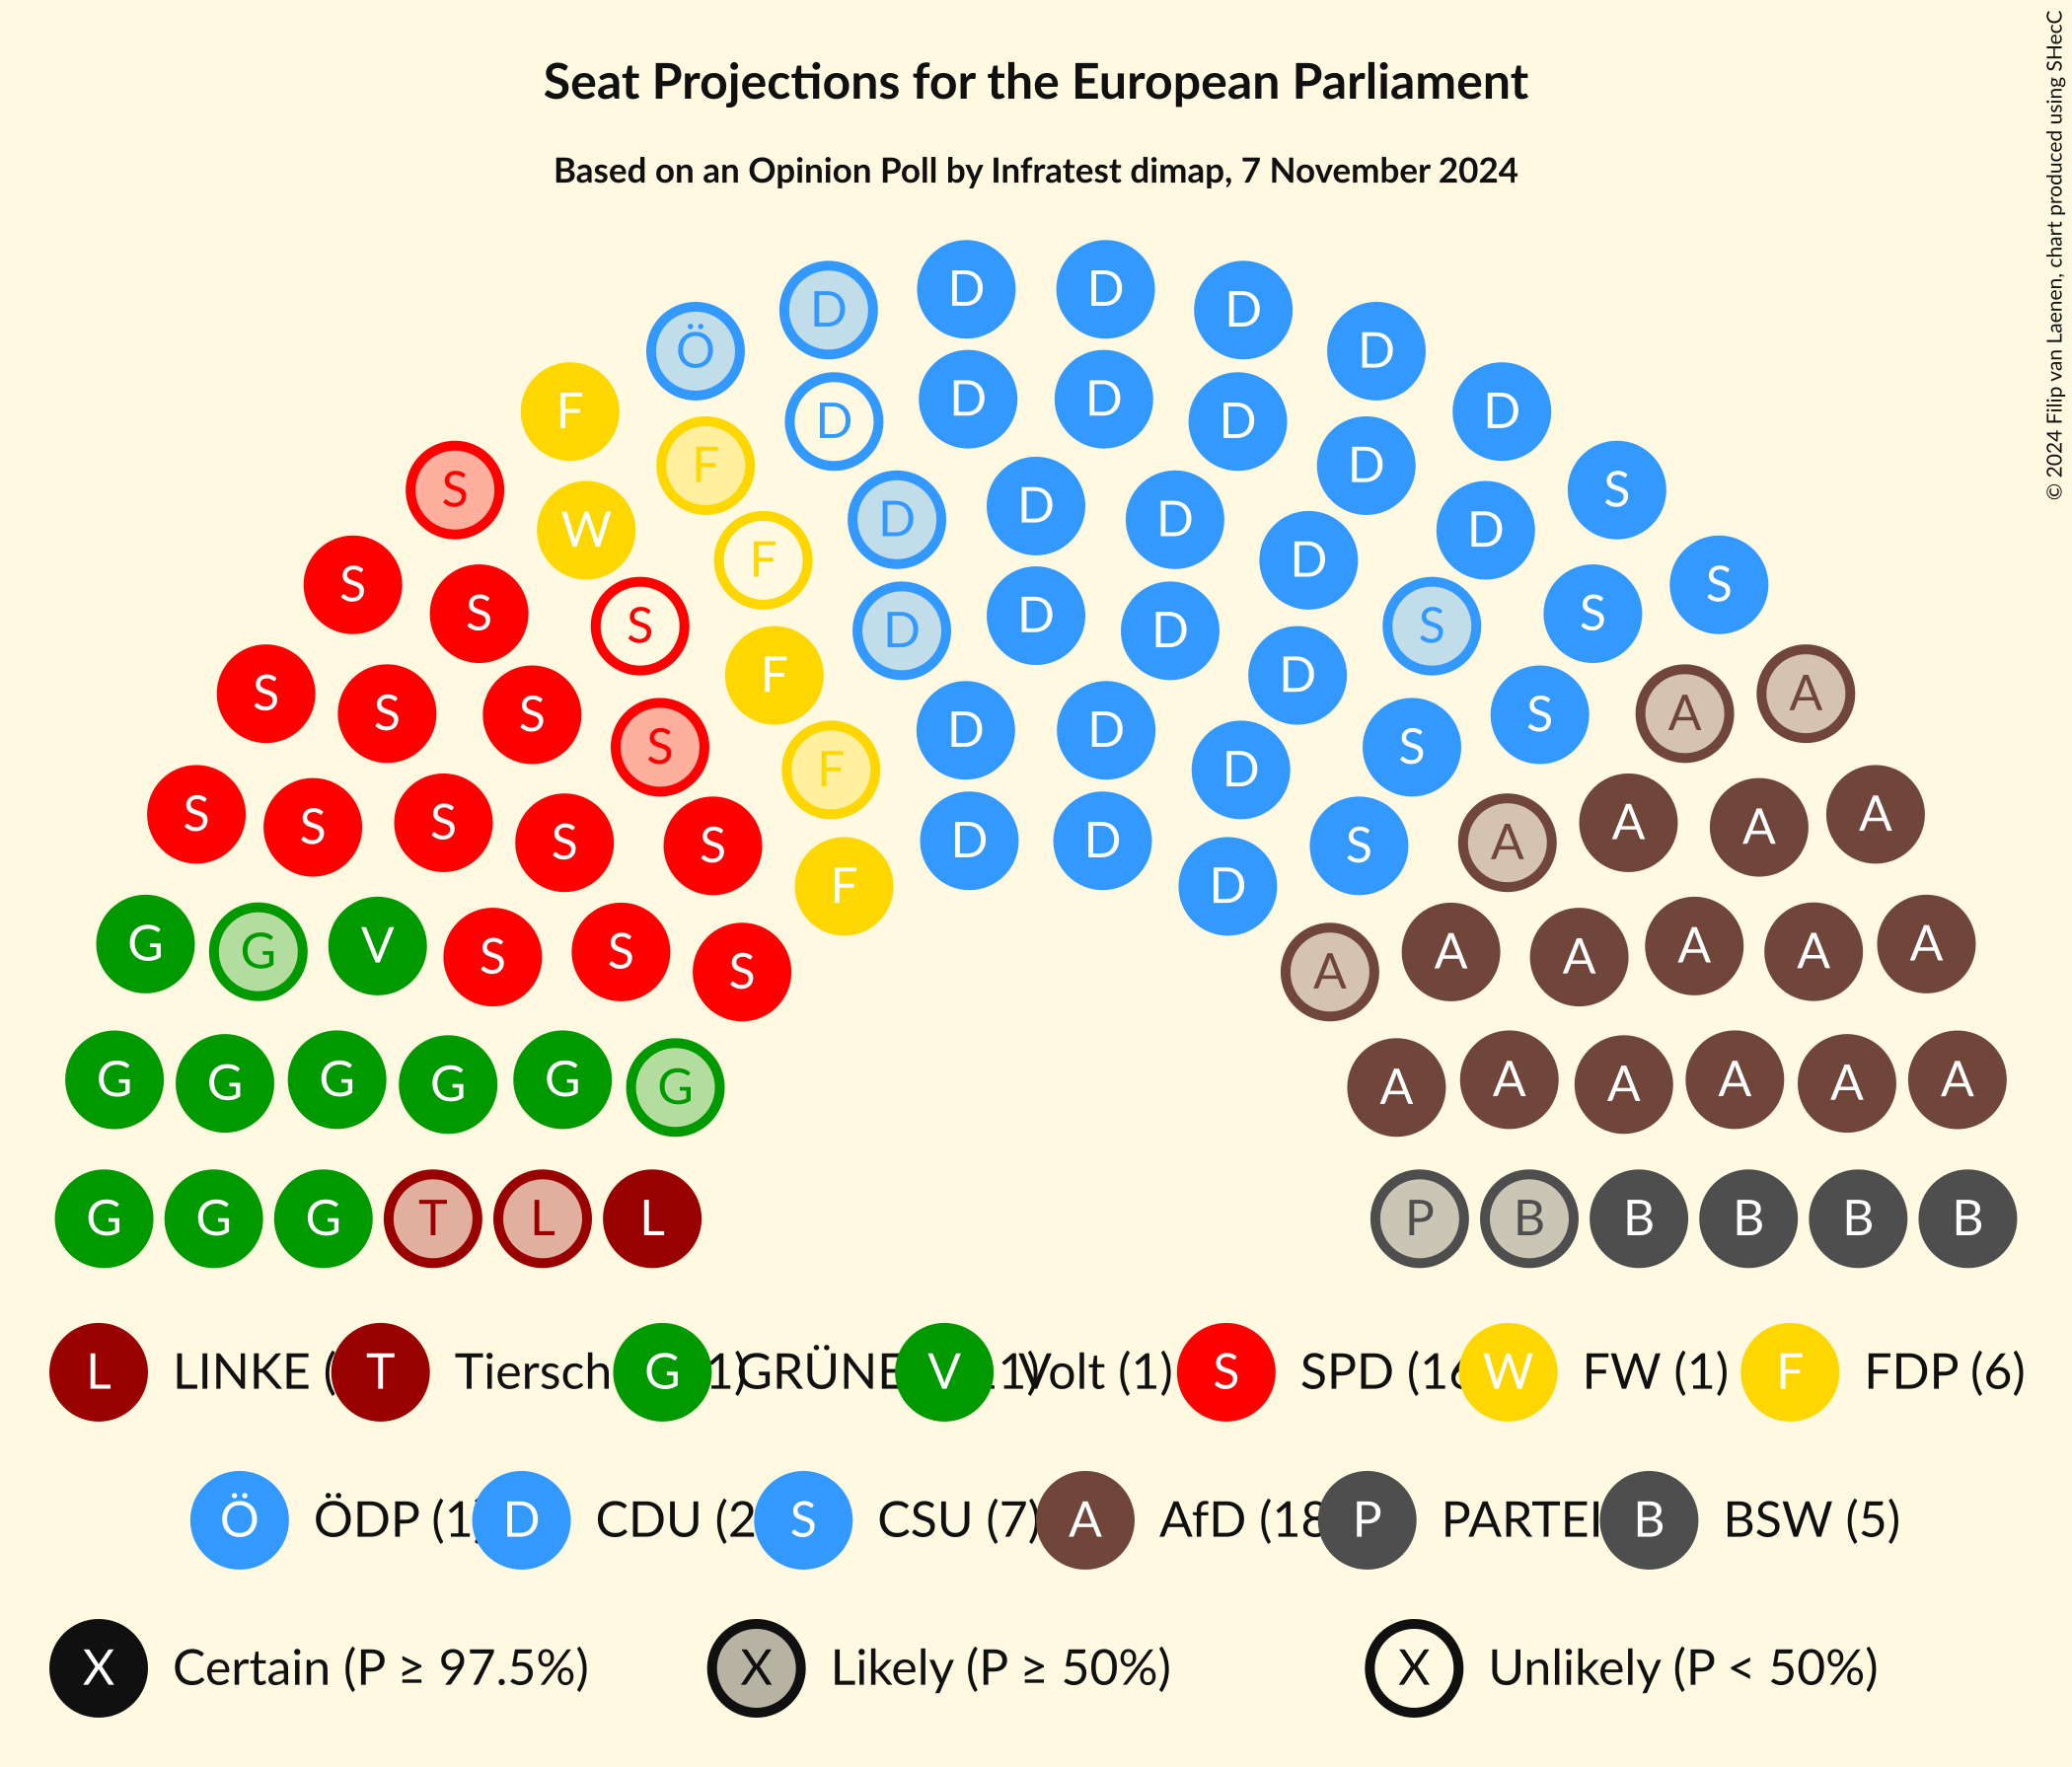 Seat Projections for the European Parliament
Based on an Opinion Poll by Infratest dimap, 7 November 2024
© 2024 Filip van Laenen, chart produced using SHecC
D D
D D
Ö D
D D
F D D D D
F D D
S S
W F D D D D
F D
S S
S S S D D D S S S
S S S F D S A A
S S S D D D S
S S S S F D A A A
S F D D D S A
G G V S S S D A A A A A A
S A
G G G G G G A A A A A A
G G G T L L P B B B B B
L LINKE ( T Tiersch G 1) GRÜNE V 1) Volt (1) S SPD (16 W FW (1) F FDP (6)
Ö ÖDP (1 D CDU (2 S CSU (7) A AfD (18 P PARTEI B BSW (5)
X Certain (P ≥ 97.5%) X Likely (P ≥ 50%) X Unlikely (P < 50%)